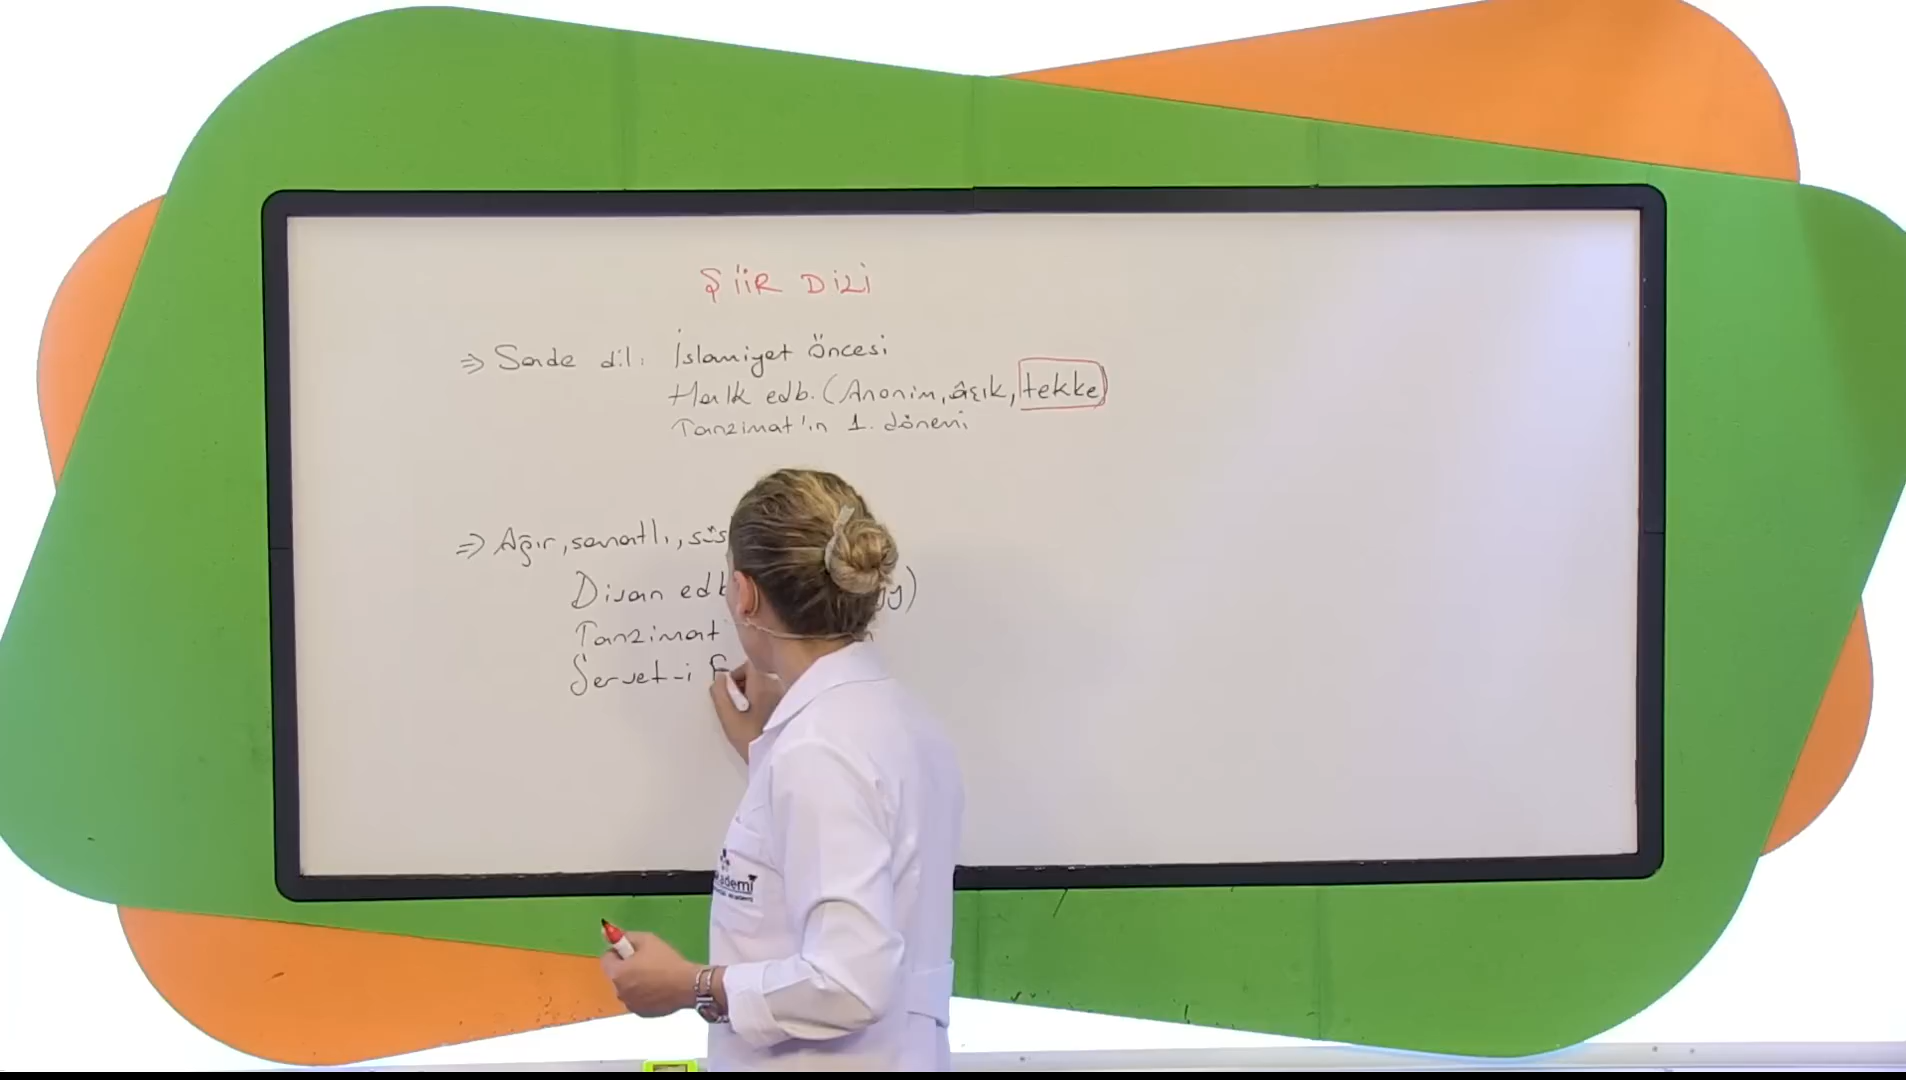 ŞİİR DİLİ
⇒ Sade dil: İslamiyet öncesi
Halk edb. (Anonim, âşık, tekke)
Tanzimat'ın 1. dönemi
⇒ Ağır, sanatlı, süs
Divan edb
Tanzimat
Servet-i F